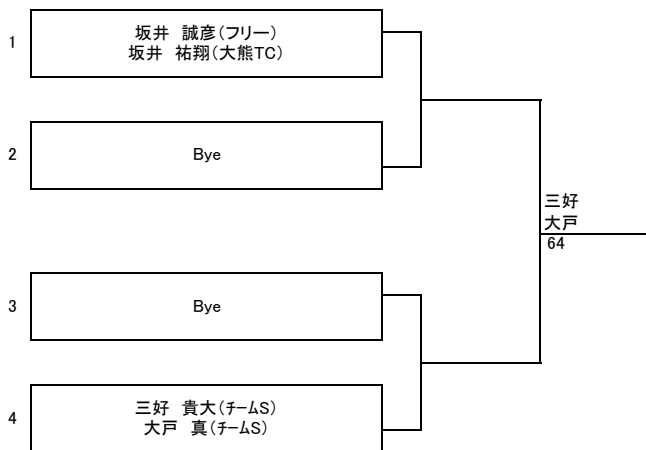 1
坂井　誠彦(フリー)
坂井　祐翔(大熊TC)
2
Bye
三好
大戸
64
3
Bye
4
三好　貴大(ﾁｰﾑS)
大戸　真(ﾁｰﾑS)